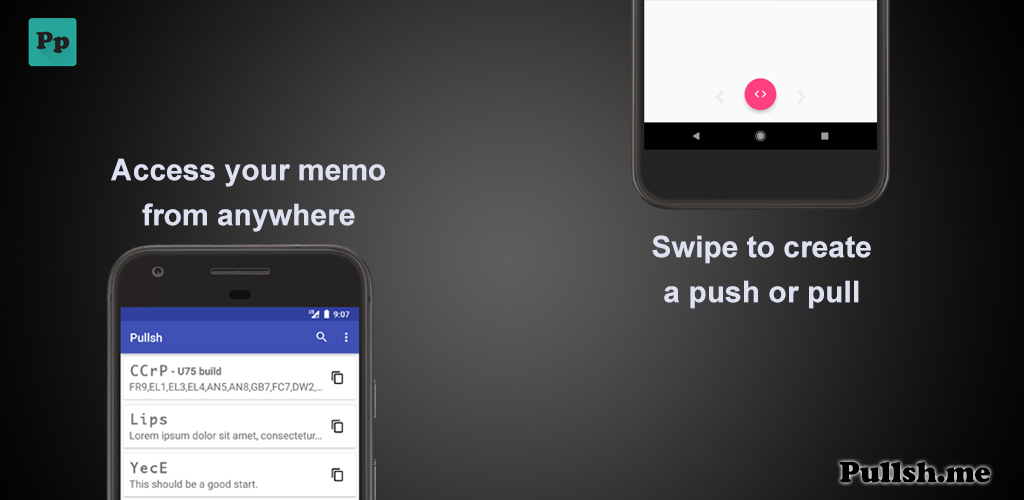 Pp
Access your memo
from anywhere
9:07
Pullsh
CCrP - U75 build
FR9,EL1,EL3,EL4,AN5,AN8,GB7,FC7,DW2,...
Lips
Lorem ipsum dolor sit amet, consectetur...
YecE
This should be a good start.
Swipe to create
a push or pull
Pullsh.me